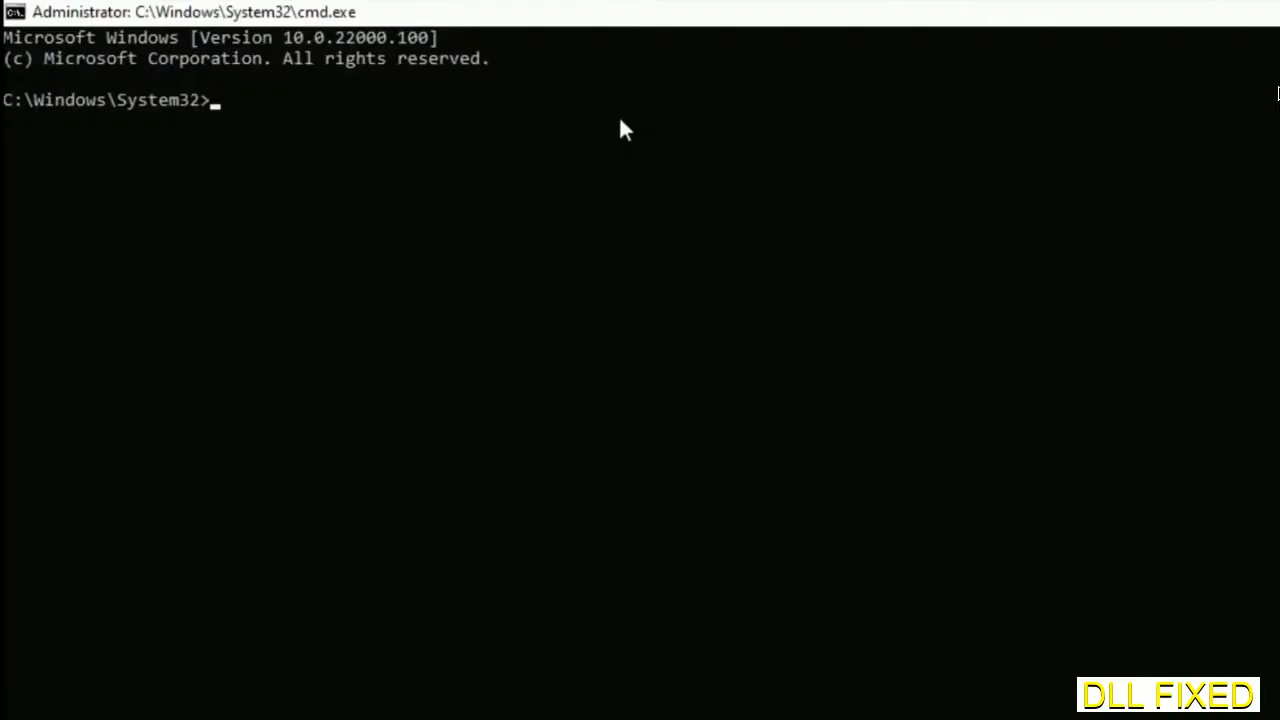 Administrator: C:\Windows\System32\cmd.exe
Microsoft Windows [Version 10.0.22000.100]
(c) Microsoft Corporation. All rights reserved.
C:\Windows\System32>
DLL FIXED